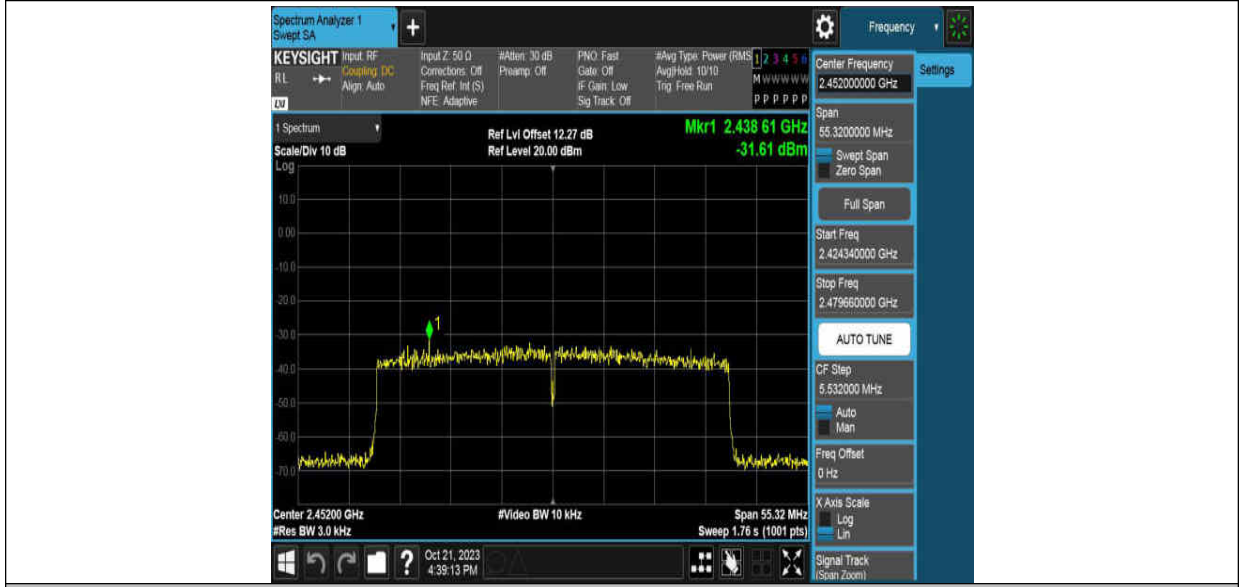 Spectrum Analyzer 1
Swept SA
+
Frequency
KEYSIGHT
RL
LV
Input: RF
Coupling: DC
Align: Auto
Input Z: 50 Ω
Corrections: Off
Freq Ref: Int (S)
NFE: Adaptive
#Atten: 30 dB
Preamp: Off
PNO: Fast
Gate: Off
IF Gain: Low
Sig Track: Off
#Avg Type: Power (RMS
Avg|Hold: 10/10
Trig: Free Run
1 2 3 4 5 6
M W W W W W
P P P P P P
Center Frequency
2.452000000 GHz
Settings
Span
55.3200000 MHz
Swept Span
Zero Span
Full Span
Start Freq
2.424340000 GHz
Stop Freq
2.479660000 GHz
AUTO TUNE
CF Step
5.532000 MHz
Auto
Man
Freq Offset
0 Hz
X Axis Scale
Log
Lin
Signal Track
(Span Zoom)
1 Spectrum
Scale/Div 10 dB
Ref Lvl Offset 12.27 dB
Ref Level 20.00 dBm
Mkr1 2.438 61 GHz
-31.61 dBm
Log
10.0
0.00
-10.0
-20.0
-30.0
-40.0
-50.0
-60.0
-70.0
1
Center 2.45200 GHz
#Res BW 3.0 kHz
#Video BW 10 kHz
Span 55.32 MHz
Sweep 1.76 s (1001 pts)
?
Oct 21, 2023
4:39:13 PM